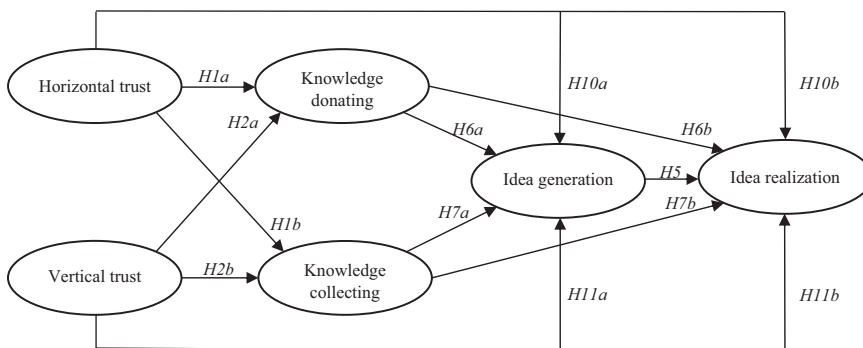 H1a
Horizontal trust
Knowledge
donating
H10a
H10b
H2a
H6a
H6b
Idea generation
H5
Idea realization
H7a
H7b
H1b
Vertical trust
H2b
Knowledge
collecting
H11a
H11b